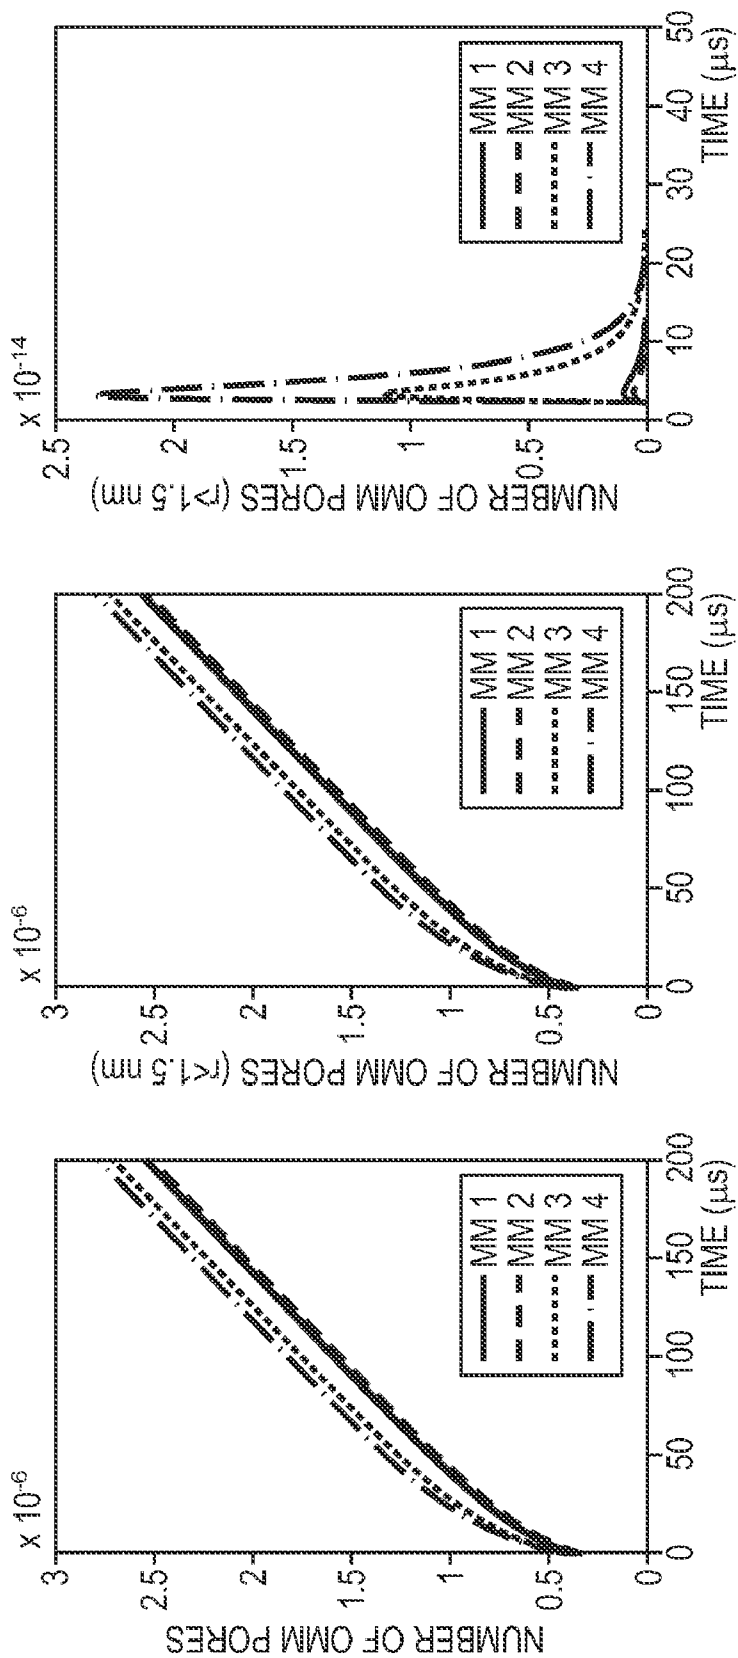 x 10⁻⁶
NUMBER OF OMM PORES
3
2.5
2
1.5
1
0.5
0
0
50
100
150
200
TIME (µs)
MM 1
MM 2
MM 3
MM 4
x 10⁻⁶
NUMBER OF OMM PORES (r<1.5 nm)
3
2.5
2
1.5
1
0.5
0
0
50
100
150
200
TIME (µs)
MM 1
MM 2
MM 3
MM 4
x 10⁻¹⁴
NUMBER OF OMM PORES (r>1.5 nm)
2.5
2
1.5
1
0.5
0
0
10
20
30
40
50
TIME (µs)
MM 1
MM 2
MM 3
MM 4